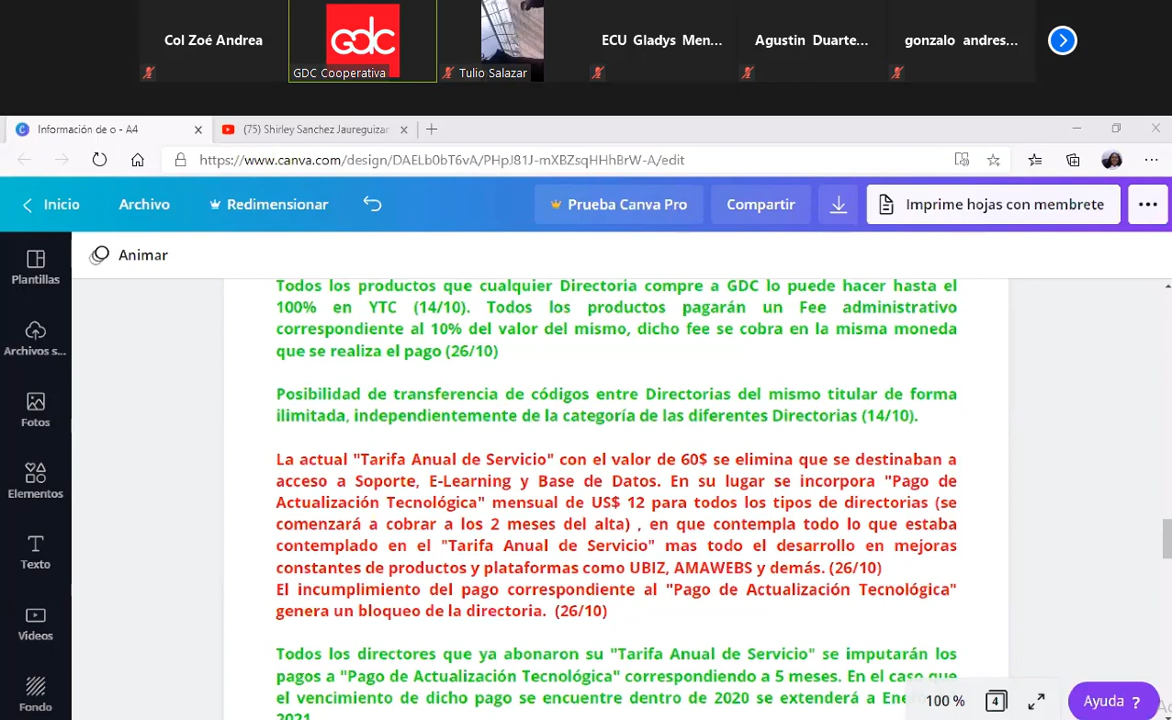 Col Zoé Andrea
gdc
GDC Cooperativa
Tulio Salazar
ECU Gladys Men...
Agustin Duarte...
gonzalo andres...
Información de o - A4
(75) Shirley Sanchez Jaureguizar
https://www.canva.com/design/DAELb0bT6vA/PHpJ81J-mXBZsqHHhBrW-A/edit
Inicio
Archivo
Redimensionar
Prueba Canva Pro
Compartir
Imprime hojas con membrete
Animar
Plantillas
Archivos s...
Fotos
Elementos
Texto
Videos
Fondo
Todos los productos que cualquier Directoria compre a GDC lo puede hacer hasta el
100% en YTC (14/10). Todos los productos pagarán un Fee administrativo
correspondiente al 10% del valor del mismo, dicho fee se cobra en la misma moneda
que se realiza el pago (26/10)
Posibilidad de transferencia de códigos entre Directorias del mismo titular de forma
ilimitada, independientemente de la categoría de las diferentes Directorias (14/10).
La actual "Tarifa Anual de Servicio" con el valor de 60$ se elimina que se destinaban a
acceso a Soporte, E-Learning y Base de Datos. En su lugar se incorpora "Pago de
Actualización Tecnológica" mensual de US$ 12 para todos los tipos de directorias (se
comenzará a cobrar a los 2 meses del alta) , en que contempla todo lo que estaba
contemplado en el "Tarifa Anual de Servicio" mas todo el desarrollo en mejoras
constantes de productos y plataformas como UBIZ, AMAWEBS y demás. (26/10)
El incumplimiento del pago correspondiente al "Pago de Actualización Tecnológica"
genera un bloqueo de la directoria. (26/10)
Todos los directores que ya abonaron su "Tarifa Anual de Servicio" se imputarán los
pagos a "Pago de Actualización Tecnológica" correspondiendo a 5 meses. En el caso que
el vencimiento de dicho pago se encuentre dentro de 2020 se extenderá a
2021
100 %
4
Ayuda ?